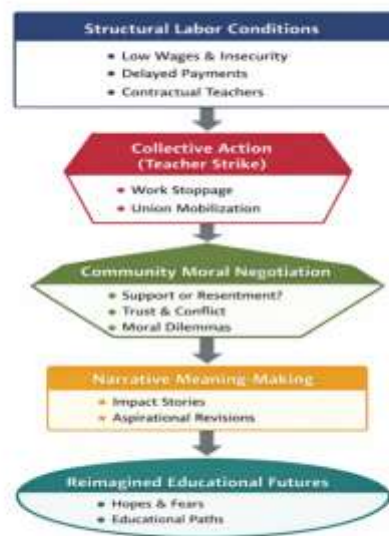 Structural Labor Conditions
• Low Wages & Insecurity
• Delayed Payments
• Contractual Teachers
Collective Action
(Teacher Strike)
• Work Stoppage
• Union Mobilization
Community Moral Negotiation
• Support or Resentment?
• Trust & Conflict
• Moral Dilemmas
Narrative Meaning-Making
• Impact Stories
• Aspirational Revisions
Reimagined Educational Futures
• Hopes & Fears
• Educational Paths